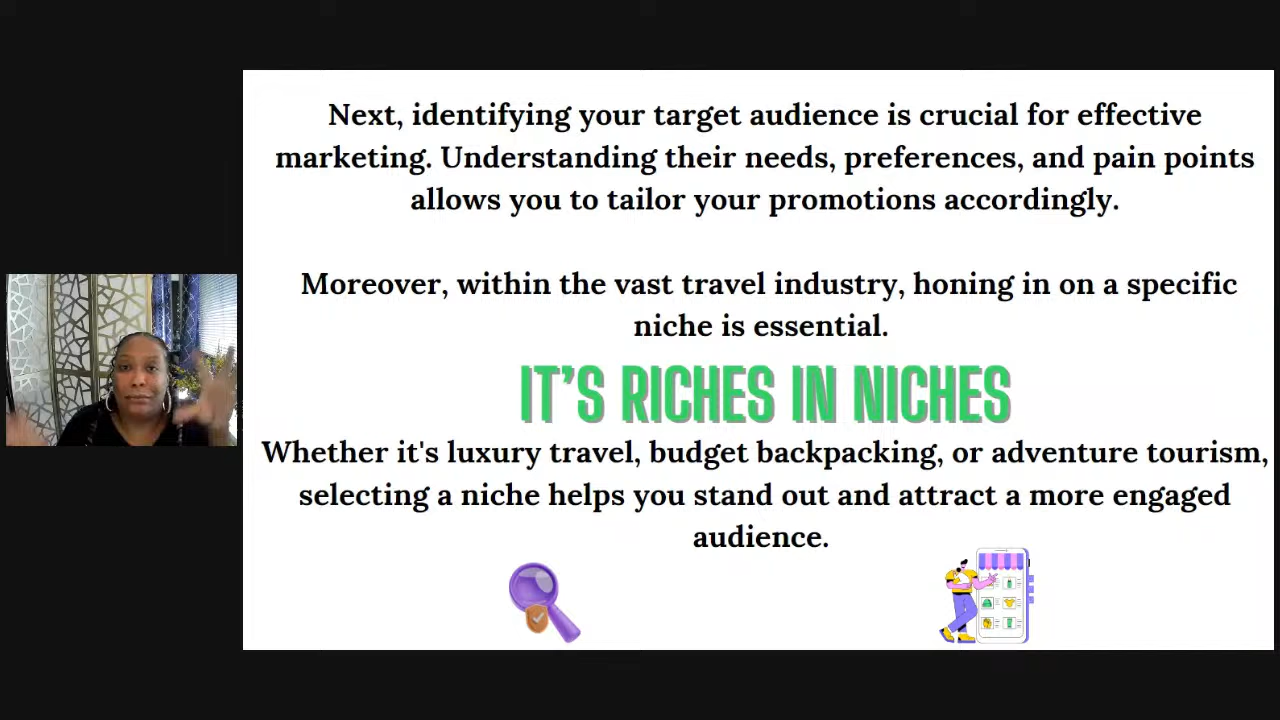 Next, identifying your target audience is crucial for effective
marketing. Understanding their needs, preferences, and pain points
allows you to tailor your promotions accordingly.
Moreover, within the vast travel industry, honing in on a specific
niche is essential.
IT'S RICHES IN NICHES
Whether it's luxury travel, budget backpacking, or adventure tourism,
selecting a niche helps you stand out and attract a more engaged
audience.